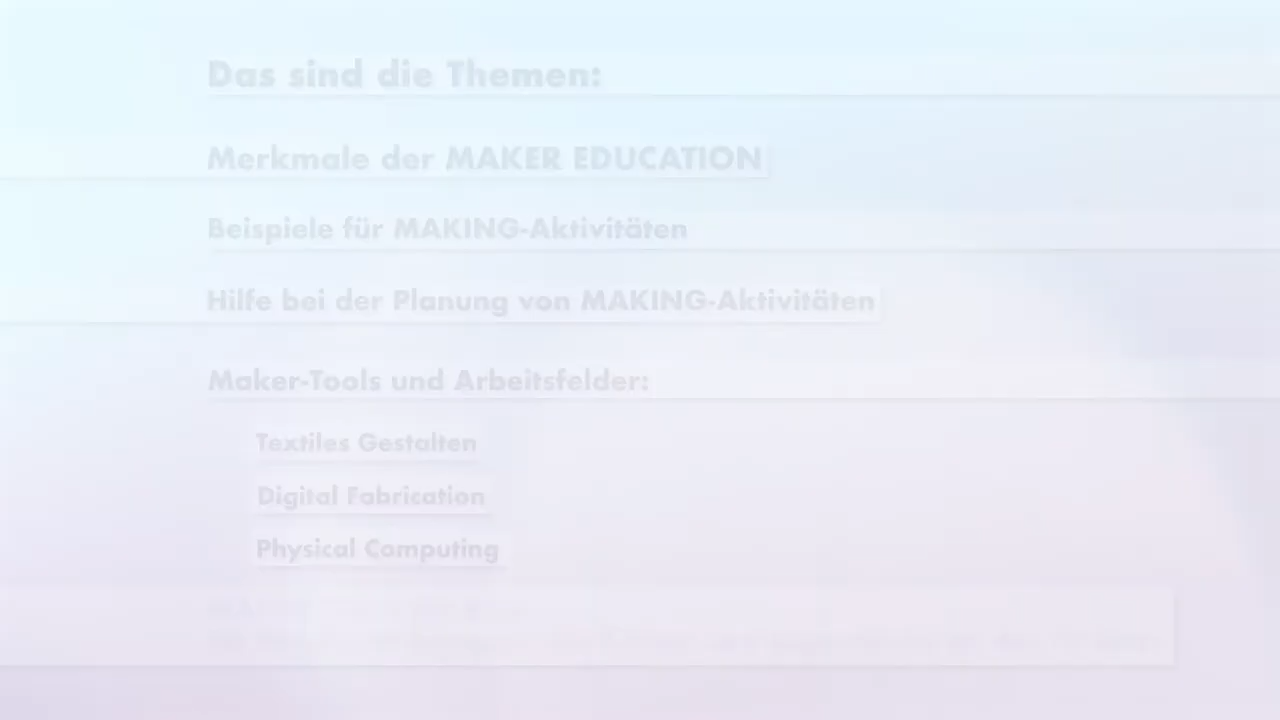 Das sind die Themen:
Merkmale der MAKER EDUCATION
Beispiele für MAKING-Aktivitäten
Hilfe bei der Planung von MAKING-Aktivitäten
Maker-Tools und Arbeitsfelder:
Textiles Gestalten
Digital Fabrication
Physical Computing